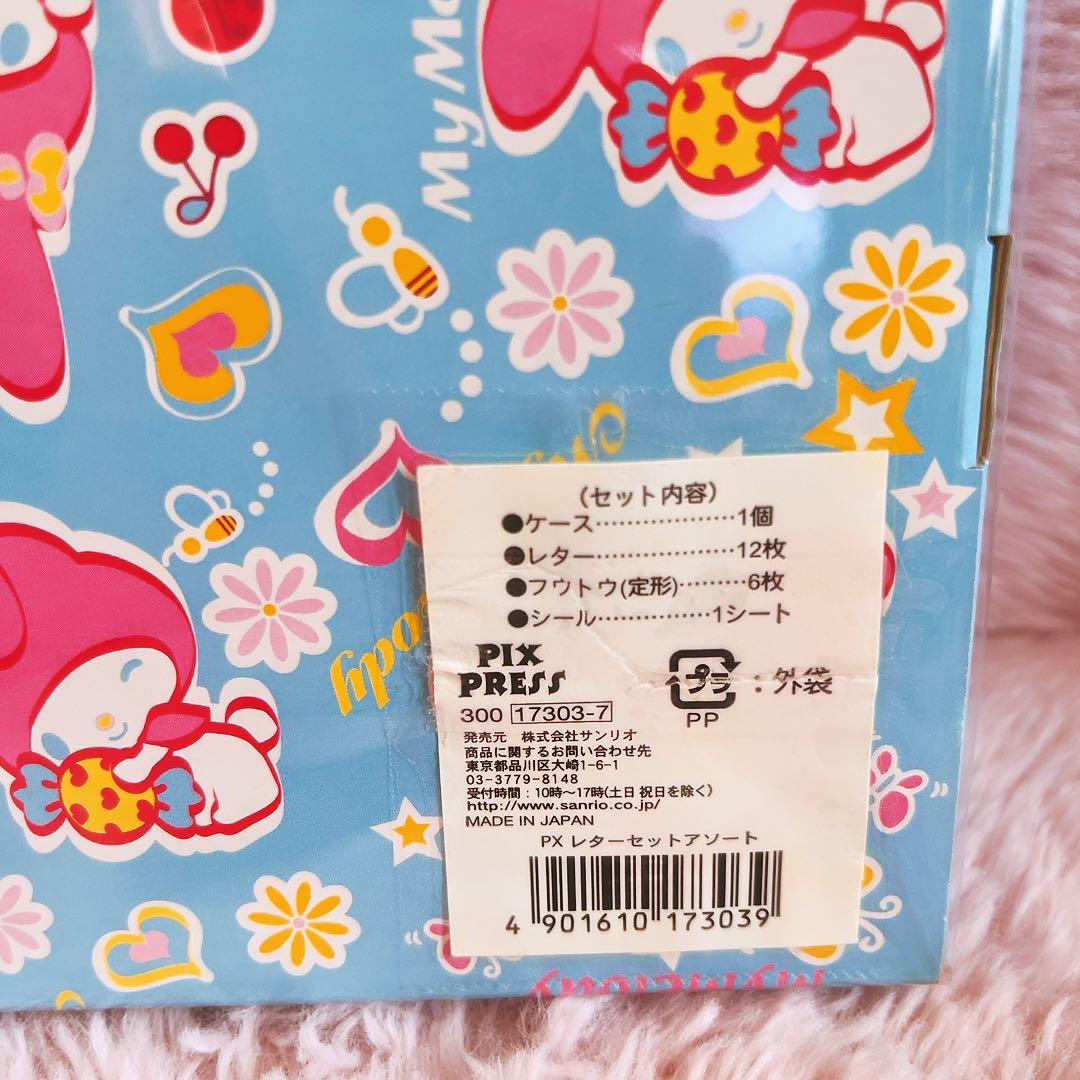 MyMe
my
ody
(セット内容)
●ケース………………1個
●レター………………12枚
●フウトウ(定形)………6枚
●シール……………1シート
PIX
PRESS
プラ : 外袋
PP
300 17303-7
発売元 株式会社サンリオ
商品に関するお問い合わせ先
東京都品川区大崎1-6-1
03-3779-8148
受付時間:10時~17時(土日 祝日を除く)
http://www.sanrio.co.jp/
MADE IN JAPAN
PX レターセットアソート
4 901610 173039
MyMelody